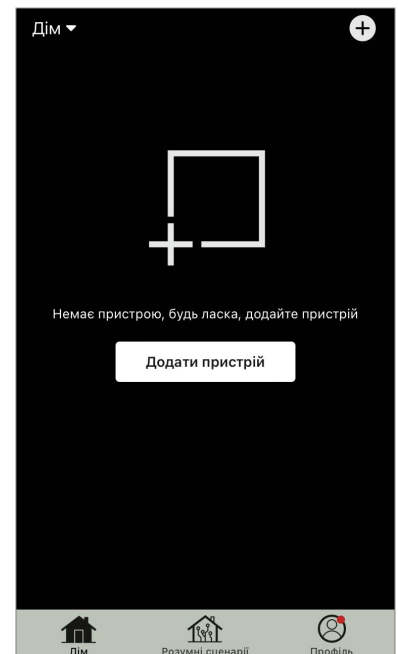 Дім
Немає пристрою, будь ласка, додайте пристрій
Додати пристрій
Дім
Розумні сценарії
Профіль